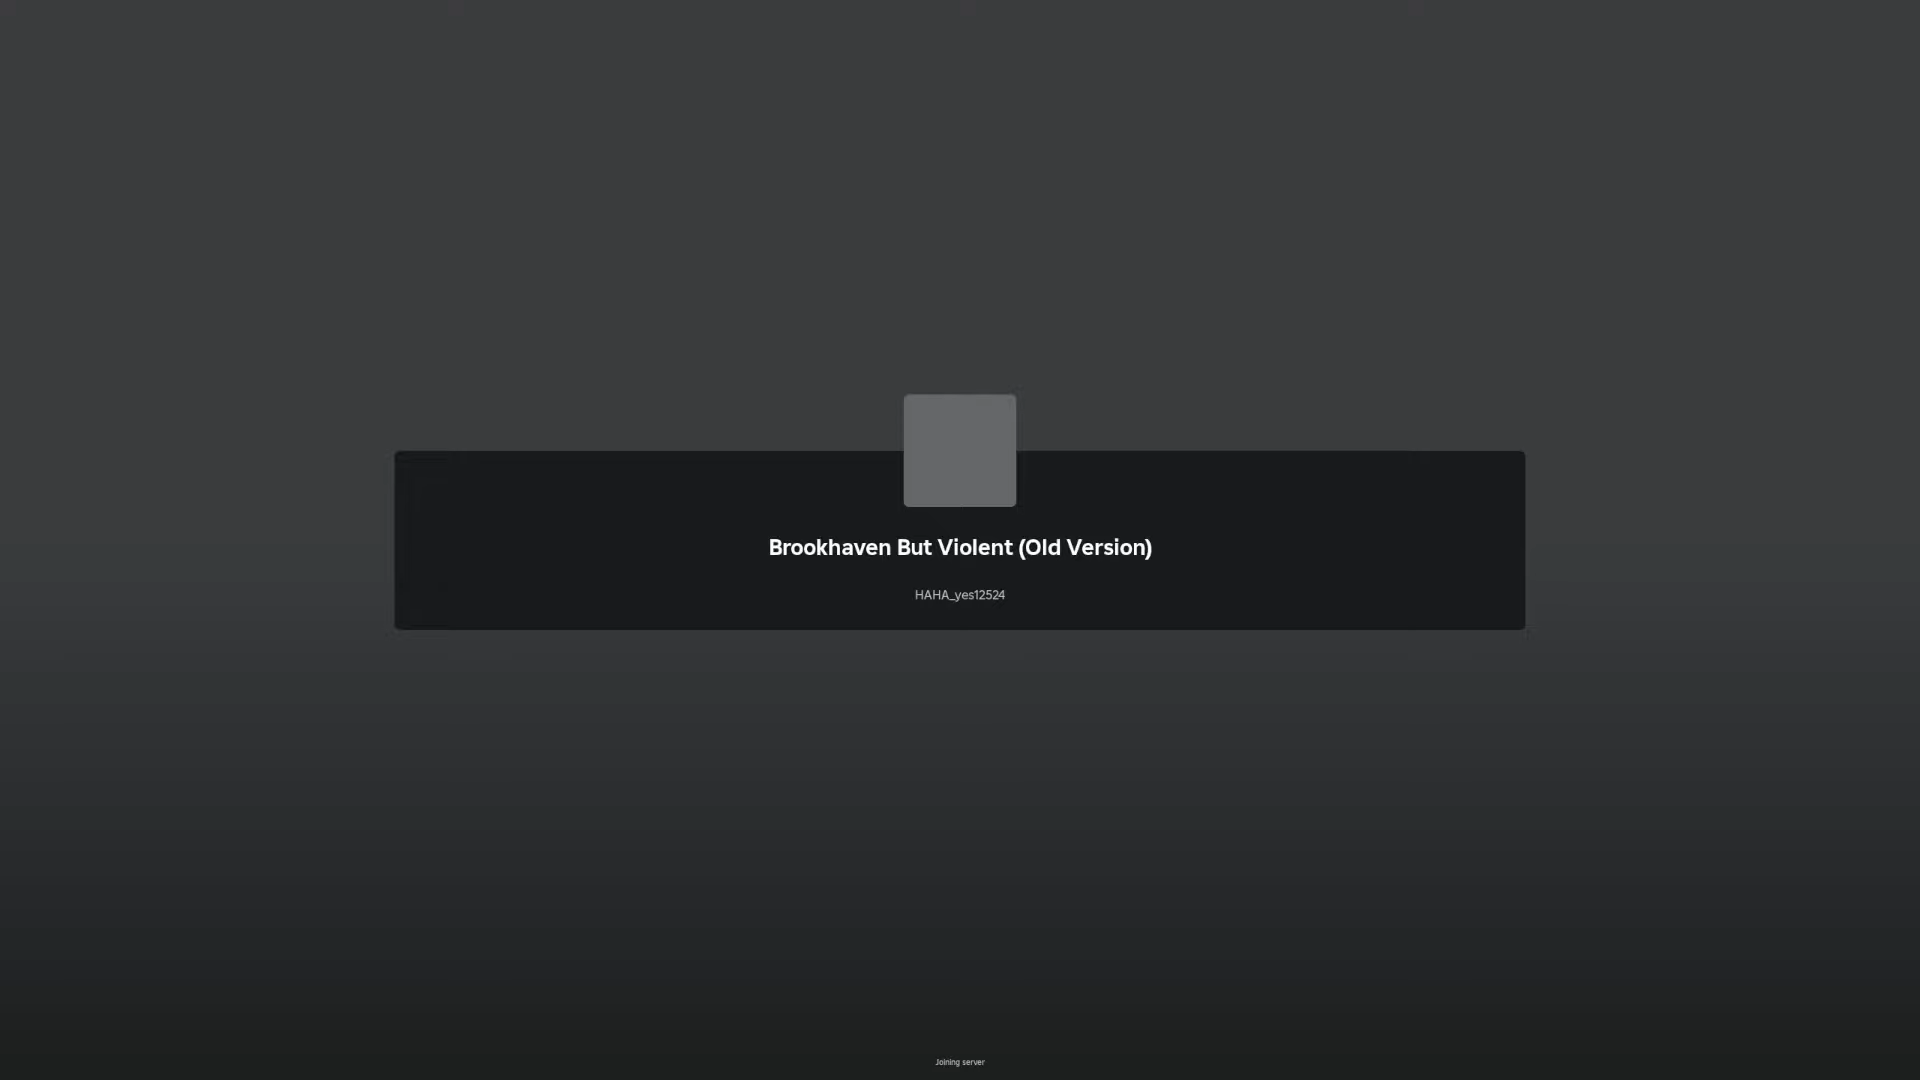 Brookhaven But Violent (Old Version)
HAHA_yes12524
Joining server